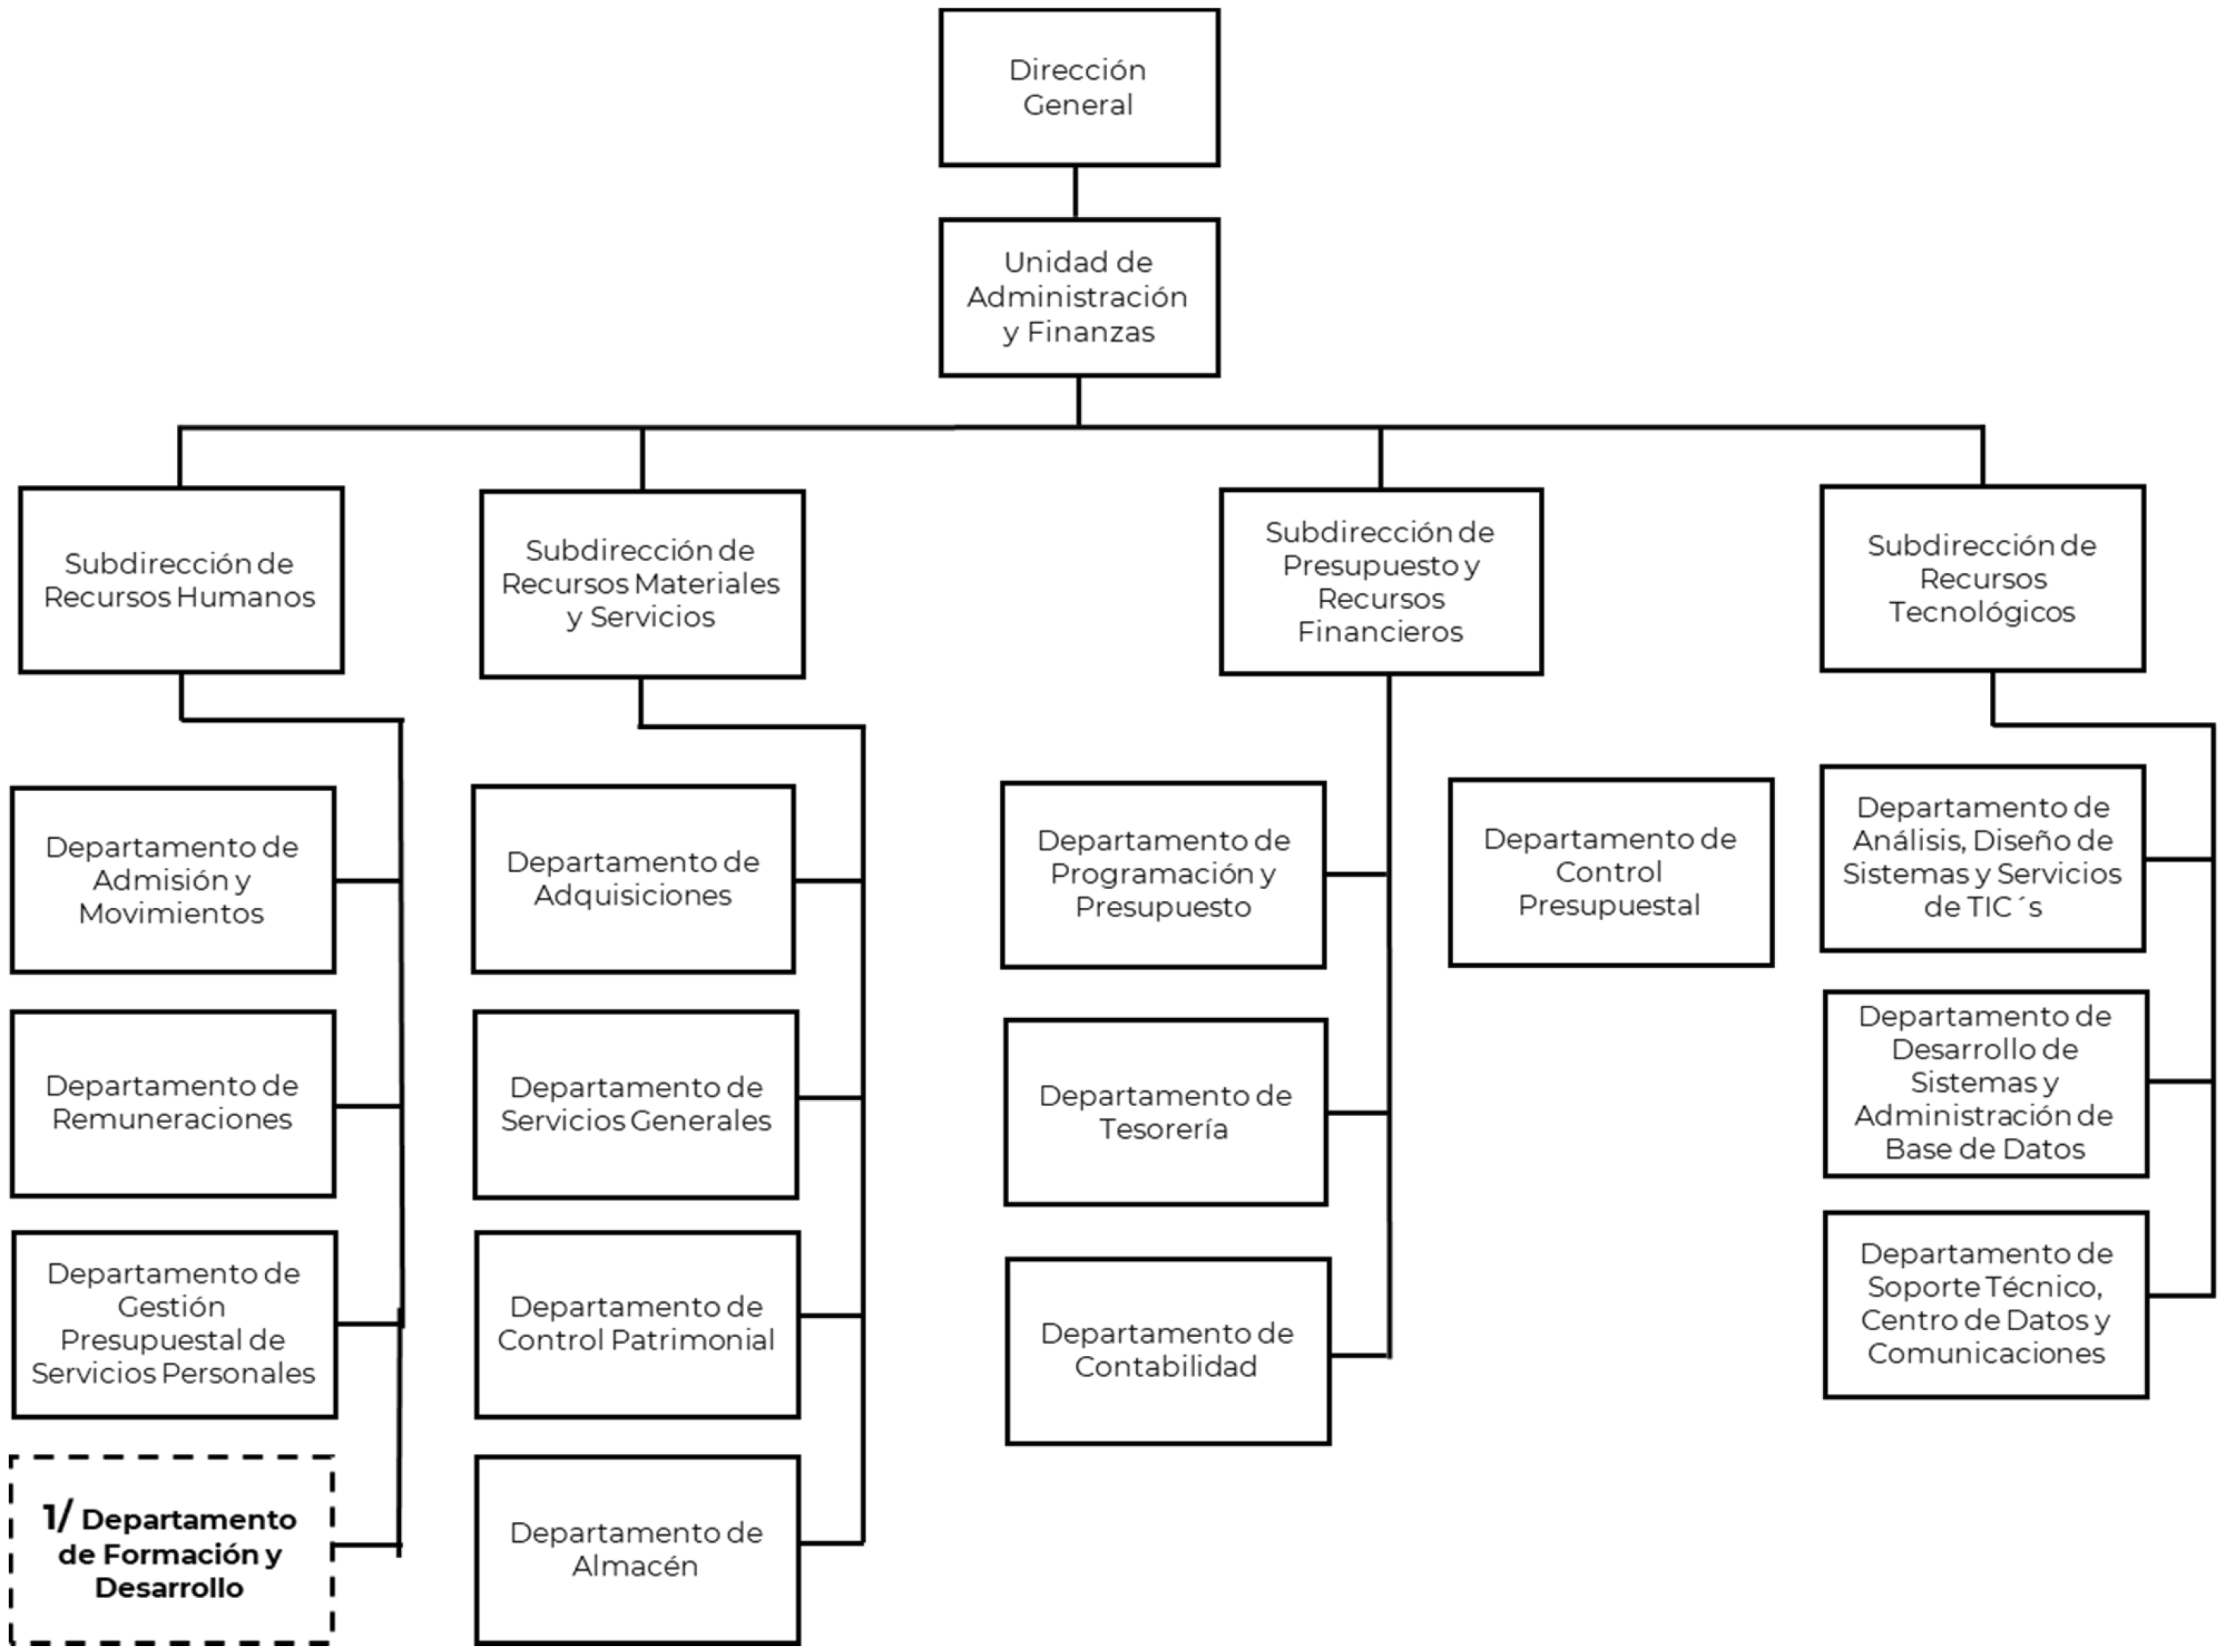 Dirección
General
Unidad de
Administración
y Finanzas
Subdirección de
Recursos Humanos
Subdirección de
Recursos Materiales
y Servicios
Subdirección de
Presupuesto y
Recursos
Financieros
Subdirección de
Recursos
Tecnológicos
Departamento de
Admisión y
Movimientos
Departamento de
Adquisiciones
Departamento de
Programación y
Presupuesto
Departamento de
Control
Presupuestal
Departamento de
Análisis, Diseño de
Sistemas y Servicios
de TIC´s
Departamento de
Remuneraciones
Departamento de
Servicios Generales
Departamento de
Tesorería
Departamento de
Desarrollo de
Sistemas y
Administración de
Base de Datos
Departamento de
Gestión
Presupuestal de
Servicios Personales
Departamento de
Control Patrimonial
Departamento de
Contabilidad
Departamento de
Soporte Técnico,
Centro de Datos y
Comunicaciones
1/ Departamento
de Formación y
Desarrollo
Departamento de
Almacén